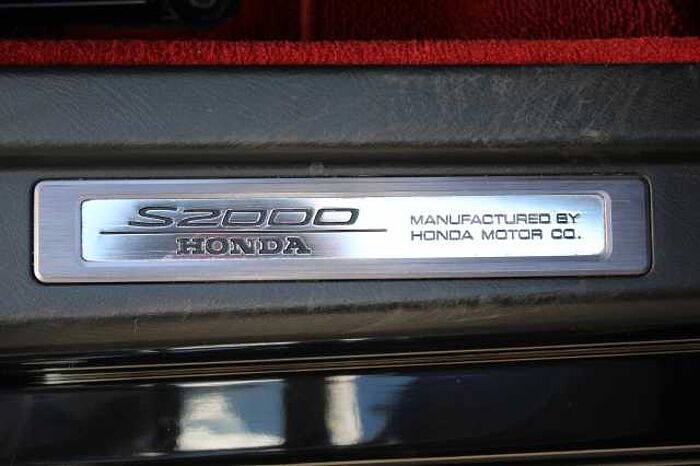 S2000
HONDA
MANUFACTURED BY
HONDA MOTOR CO.